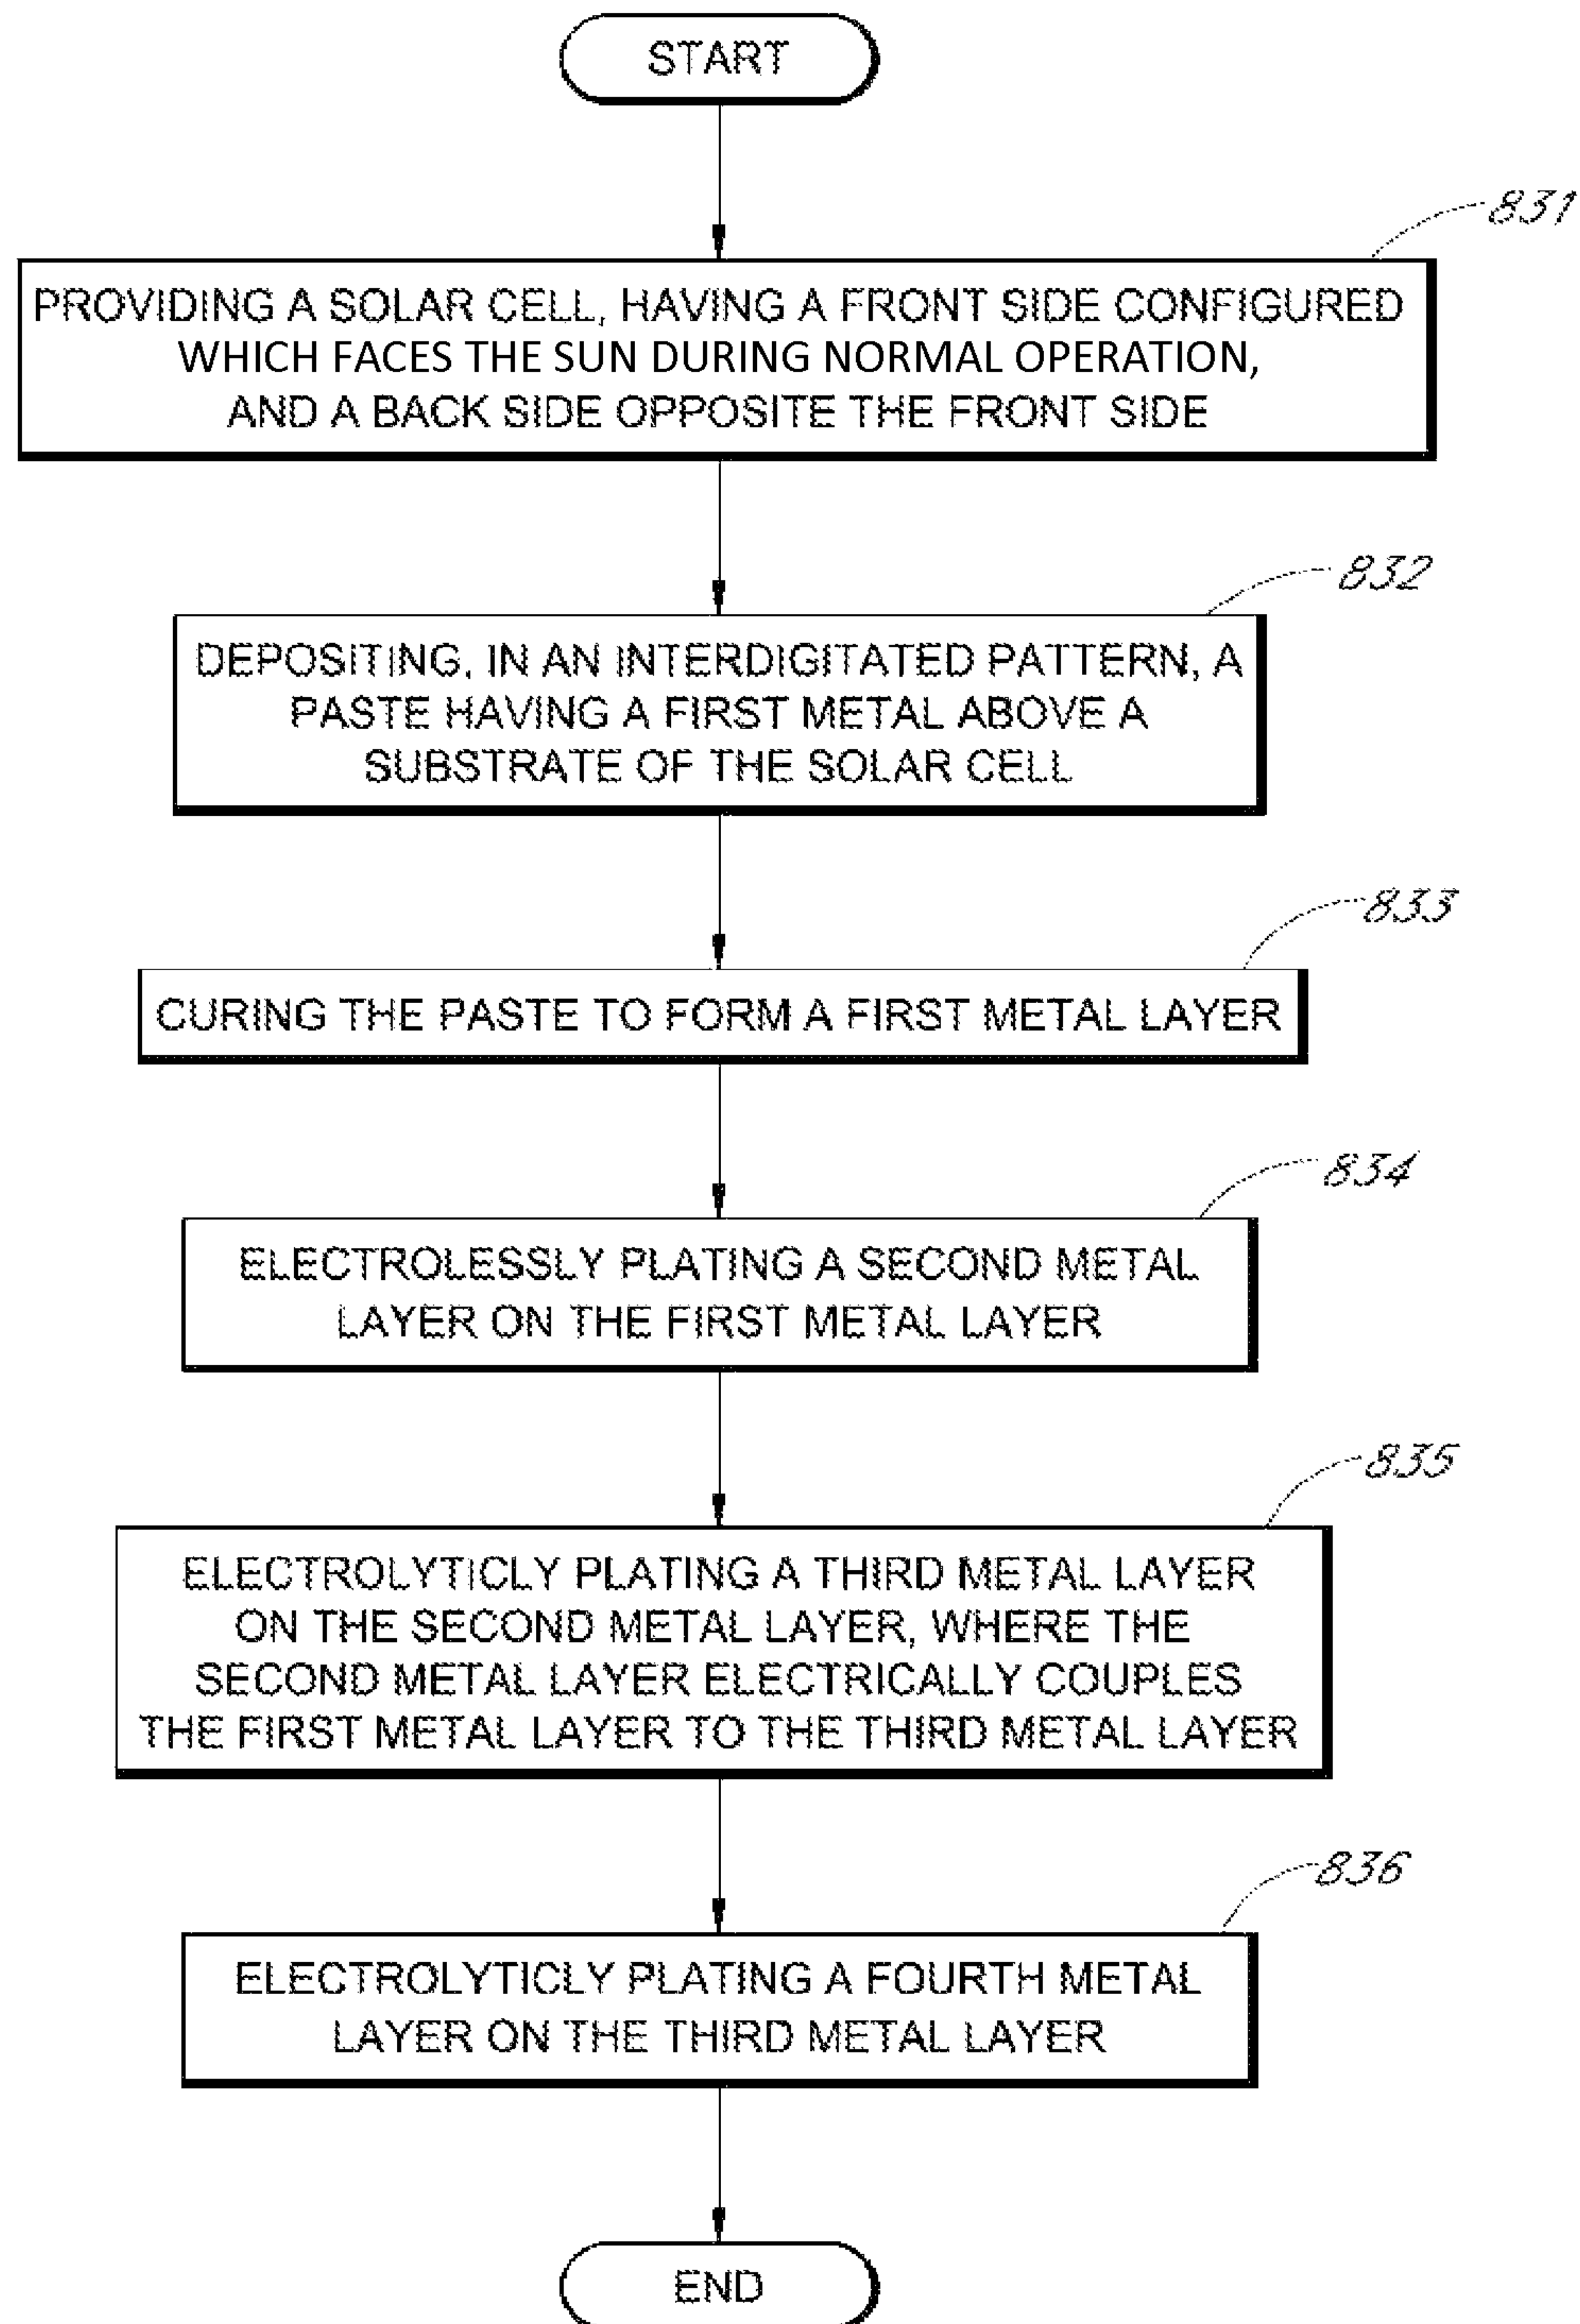 START
831
PROVIDING A SOLAR CELL, HAVING A FRONT SIDE CONFIGURED
WHICH FACES THE SUN DURING NORMAL OPERATION,
AND A BACK SIDE OPPOSITE THE FRONT SIDE
832
DEPOSITING, IN AN INTERDIGITATED PATTERN, A
PASTE HAVING A FIRST METAL ABOVE A
SUBSTRATE OF THE SOLAR CELL
833
CURING THE PASTE TO FORM A FIRST METAL LAYER
834
ELECTROLESSLY PLATING A SECOND METAL
LAYER ON THE FIRST METAL LAYER
835
ELECTROLYTICLY PLATING A THIRD METAL LAYER
ON THE SECOND METAL LAYER, WHERE THE
SECOND METAL LAYER ELECTRICALLY COUPLES
THE FIRST METAL LAYER TO THE THIRD METAL LAYER
836
ELECTROLYTICLY PLATING A FOURTH METAL
LAYER ON THE THIRD METAL LAYER
END